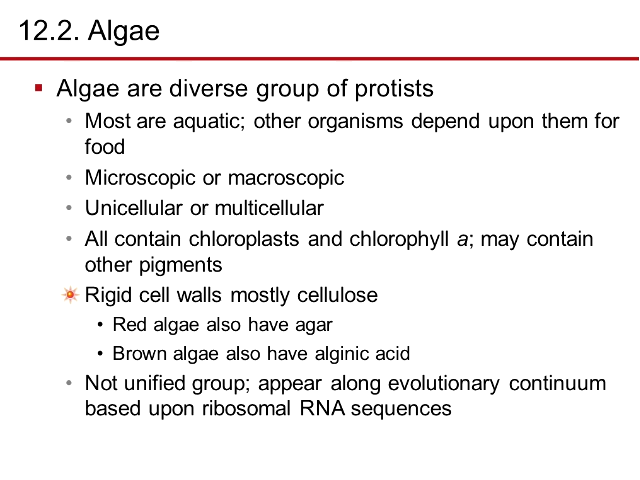 12.2. Algae
Algae are diverse group of protists
Most are aquatic; other organisms depend upon them for
food
Microscopic or macroscopic
Unicellular or multicellular
All contain chloroplasts and chlorophyll a; may contain
other pigments
Rigid cell walls mostly cellulose
Red algae also have agar
Brown algae also have alginic acid
Not unified group; appear along evolutionary continuum
based upon ribosomal RNA sequences